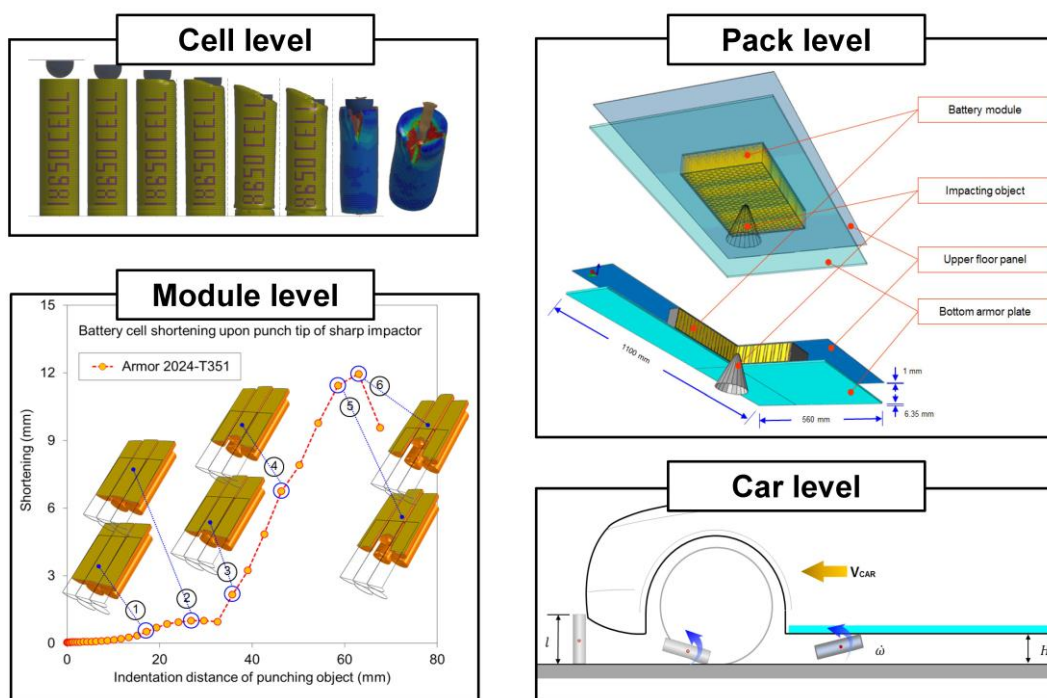 Cell level
18650 CELL
18650 CELL
18650 CELL
18650 CELL
18650 CELL
18650 CELL
Pack level
Battery module
Impacting object
Upper floor panel
Bottom armor plate
1100 mm
560 mm
1 mm
6.35 mm
Module level
Battery cell shortening upon punch tip of sharp impactor
Armor 2024-T351
Shortening (mm)
15
12
9
6
3
0
0
20
40
60
80
1
2
3
4
5
6
Indentation distance of punching object (mm)
Car level
VCAR
l
ω̇
H